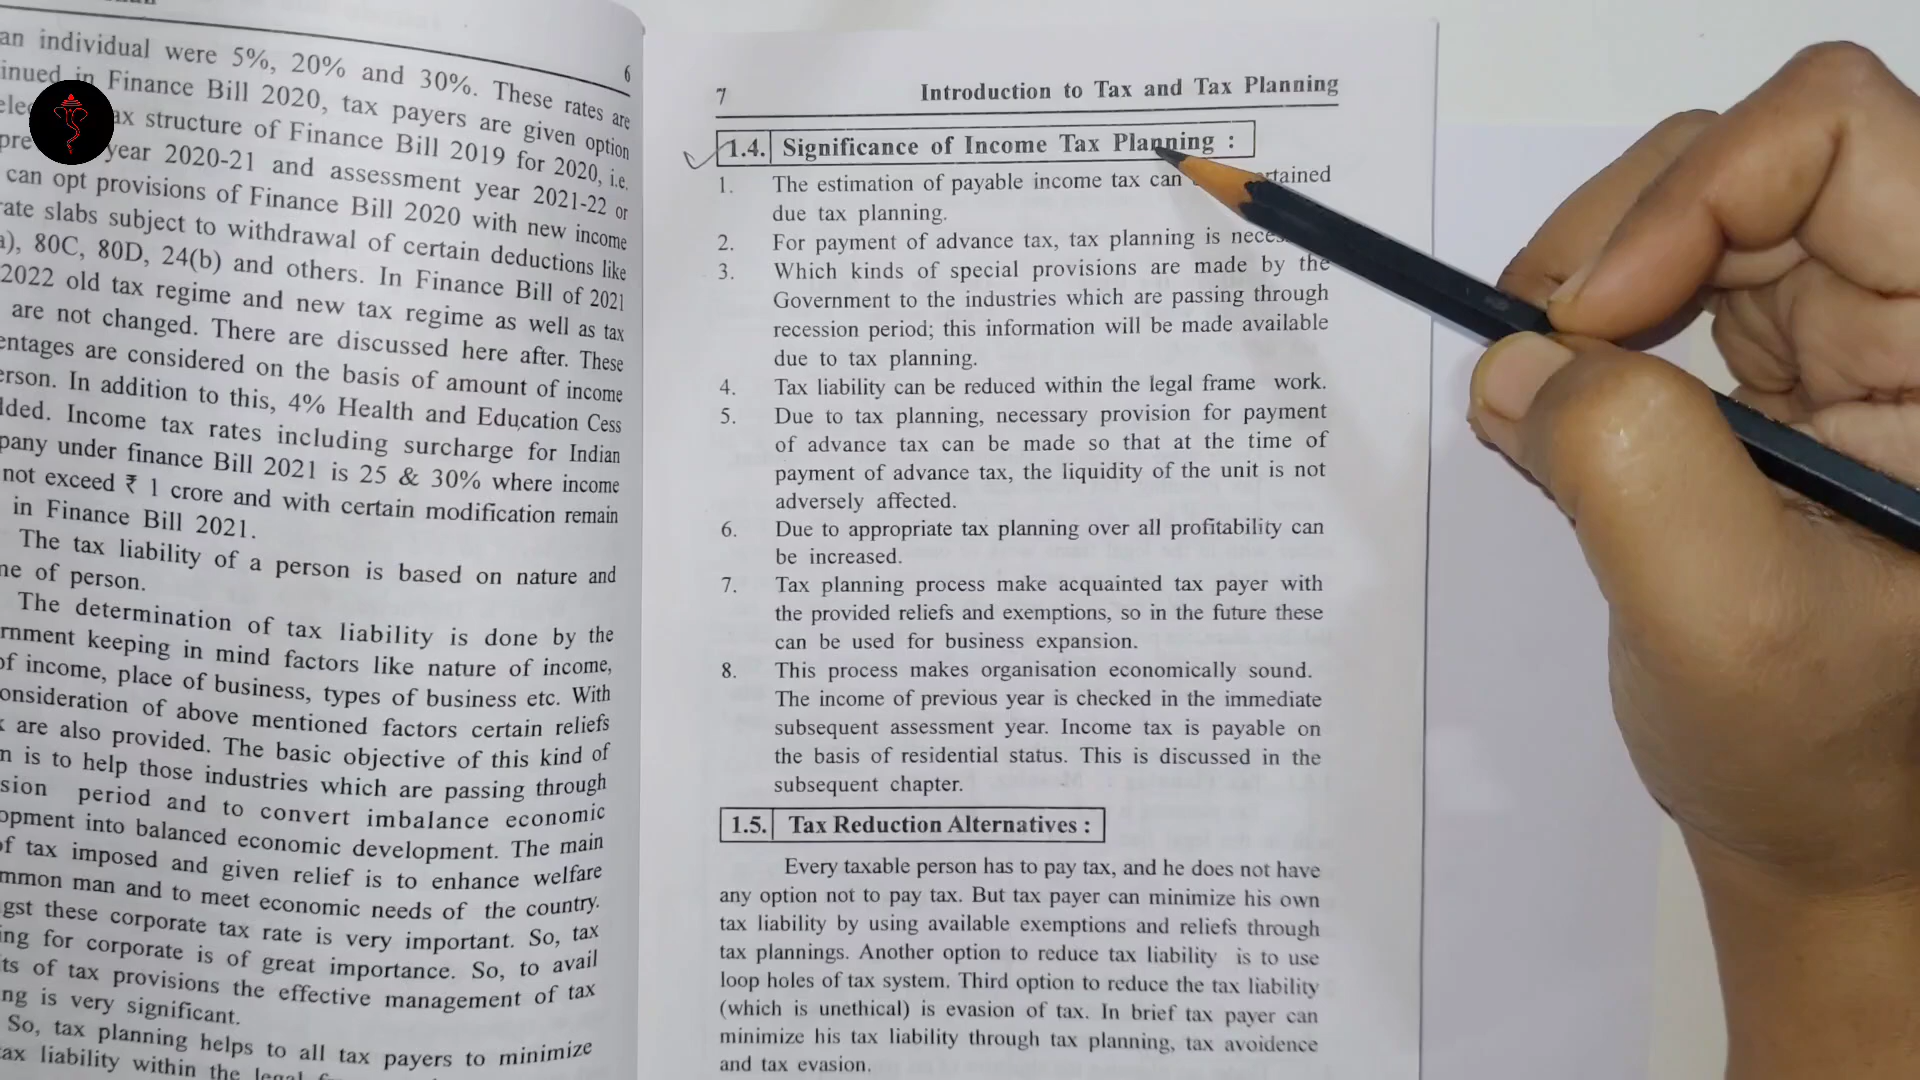 6
an individual were 5%, 20% and 30%. These rates are
in Finance Bill 2020, tax payers are given option
structure of Finance Bill 2019 for 2020, i.e.
year 2020-21 and assessment year 2021-22 or
can opt provisions of Finance Bill 2020 with new income
slabs subject to withdrawal of certain deductions like
80C, 80D, 24(b) and others. In Finance Bill of 2021
2022 old tax regime and new tax regime as well as tax
are not changed. There are discussed here after. These
are considered on the basis of amount of income
In addition to this, 4% Health and Education Cess
Income tax rates including surcharge for Indian
under finance Bill 2021 is 25 & 30% where income
not exceed ₹ 1 crore and with certain modification remain
in Finance Bill 2021.
The tax liability of a person is based on nature and
of person.
The determination of tax liability is done by the
keeping in mind factors like nature of income,
of income, place of business, types of business etc. With
of above mentioned factors certain reliefs
are also provided. The basic objective of this kind of
is to help those industries which are passing through
period and to convert imbalance economic
into balanced economic development. The main
of tax imposed and given relief is to enhance welfare
man and to meet economic needs of the country.
these corporate tax rate is very important. So, tax
for corporate is of great importance. So, to avail
of tax provisions the effective management of tax
is very significant.
So, tax planning helps to all tax payers to minimize
liability within the
7 Introduction to Tax and Tax Planning
1.4. Significance of Income Tax Planning :
1. The estimation of payable income tax can
due tax planning.
2. For payment of advance tax, tax planning is
3. Which kinds of special provisions are made by the
Government to the industries which are passing through
recession period; this information will be made available
due to tax planning.
4. Tax liability can be reduced within the legal frame work.
5. Due to tax planning, necessary provision for payment
of advance tax can be made so that at the time of
payment of advance tax, the liquidity of the unit is not
adversely affected.
6. Due to appropriate tax planning over all profitability can
be increased.
7. Tax planning process make acquainted tax payer with
the provided reliefs and exemptions, so in the future these
can be used for business expansion.
8. This process makes organisation economically sound.
The income of previous year is checked in the immediate
subsequent assessment year. Income tax is payable on
the basis of residential status. This is discussed in the
subsequent chapter.
1.5. Tax Reduction Alternatives :
Every taxable person has to pay tax, and he does not have
any option not to pay tax. But tax payer can minimize his own
tax liability by using available exemptions and reliefs through
tax plannings. Another option to reduce tax liability is to use
loop holes of tax system. Third option to reduce the tax liability
(which is unethical) is evasion of tax. In brief tax payer can
minimize his tax liability through tax planning, tax avoidence
and tax evasion.